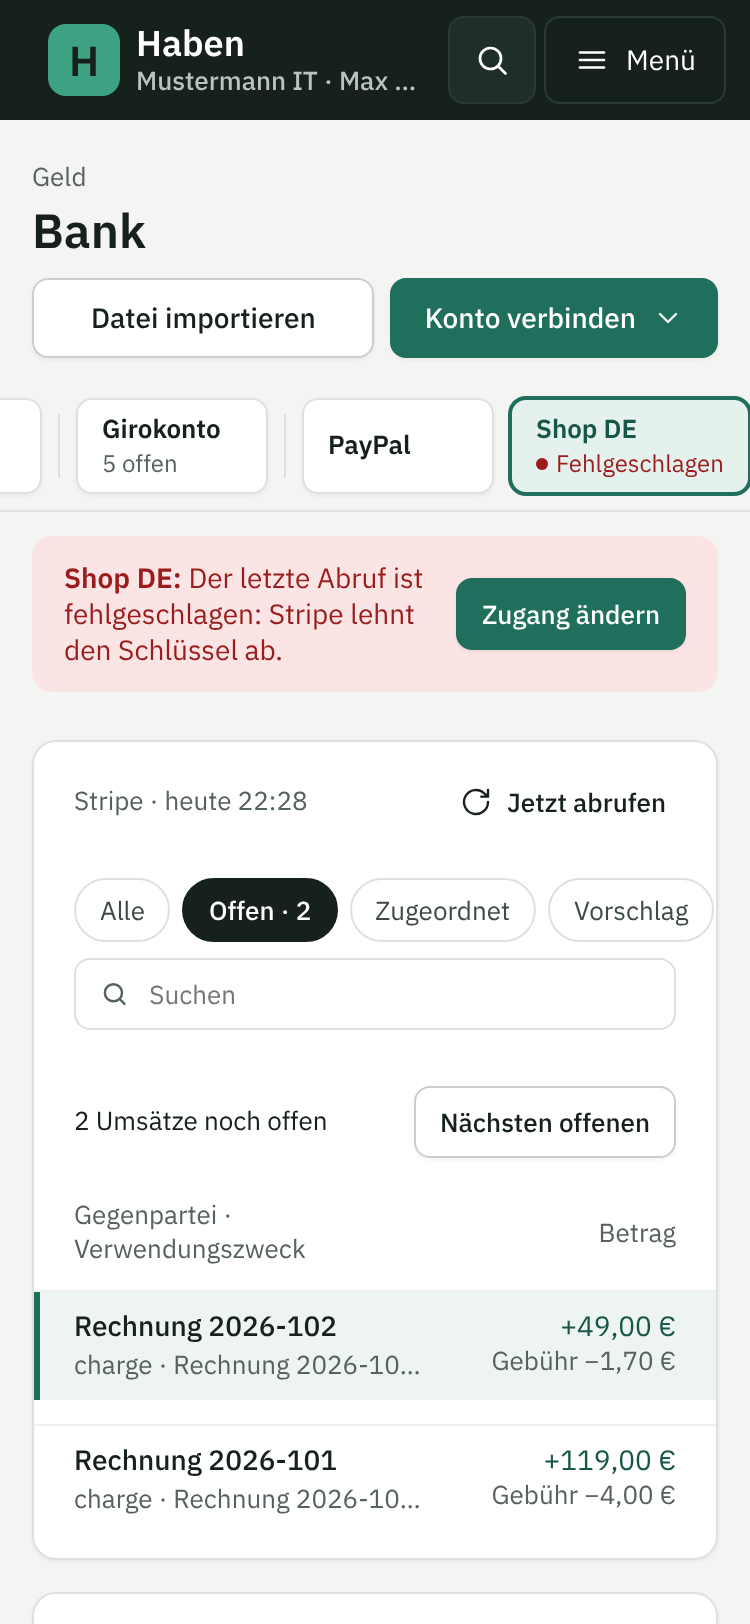 H
Haben
Mustermann IT · Max ...
Menü
Geld
Bank
Datei importieren
Konto verbinden
Girokonto
5 offen
PayPal
Shop DE
Fehlgeschlagen
Shop DE: Der letzte Abruf ist
fehlgeschlagen: Stripe lehnt
den Schlüssel ab.
Zugang ändern
Stripe · heute 22:28
Jetzt abrufen
Alle
Offen · 2
Zugeordnet
Vorschlag
Suchen
2 Umsätze noch offen
Nächsten offenen
Gegenpartei ·
Verwendungszweck
Betrag
Rechnung 2026-102
+49,00 €
charge · Rechnung 2026-10...
Gebühr −1,70 €
Rechnung 2026-101
+119,00 €
charge · Rechnung 2026-10...
Gebühr −4,00 €